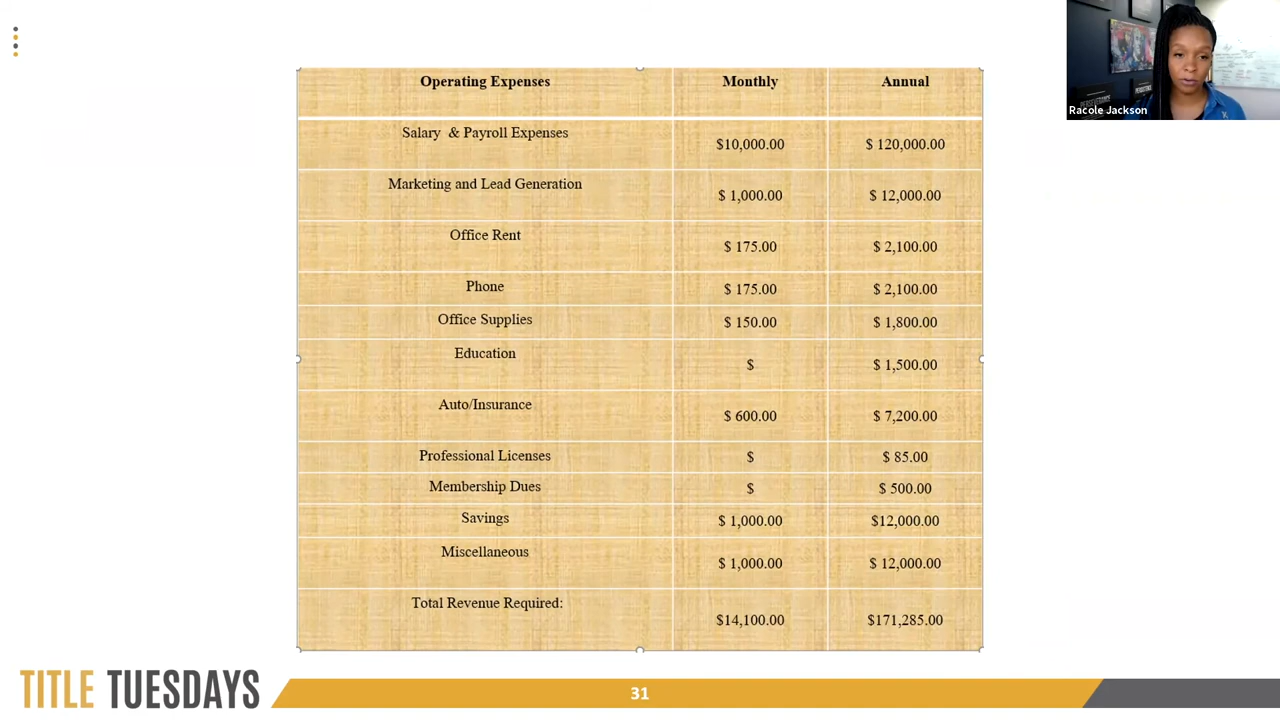 Racole Jackson
Operating Expenses Monthly Annual
Salary & Payroll Expenses $10,000.00 $ 120,000.00
Marketing and Lead Generation $ 1,000.00 $ 12,000.00
Office Rent $ 175.00 $ 2,100.00
Phone $ 175.00 $ 2,100.00
Office Supplies $ 150.00 $ 1,800.00
Education $ $ 1,500.00
Auto/Insurance $ 600.00 $ 7,200.00
Professional Licenses $ $ 85.00
Membership Dues $ $ 500.00
Savings $ 1,000.00 $12,000.00
Miscellaneous $ 1,000.00 $ 12,000.00
Total Revenue Required: $14,100.00 $171,285.00
TITLE TUESDAYS 31